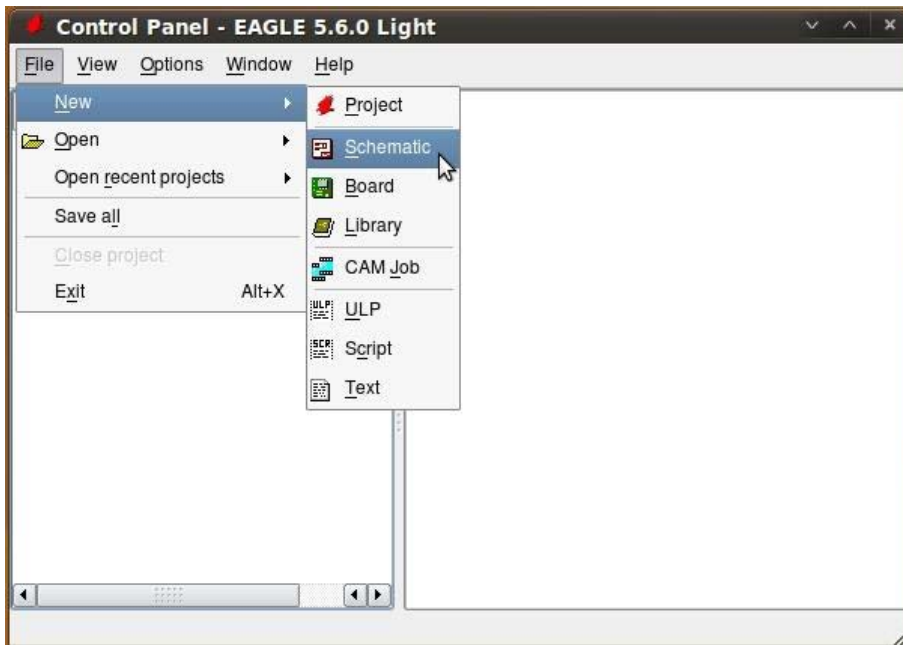 Control Panel - EAGLE 5.6.0 Light
File View Options Window Help
New
Open
Open recent projects
Save all
Close project
Exit Alt+X
Project
Schematic
Board
Library
CAM Job
ULP
ULP
SCR
Script
Text